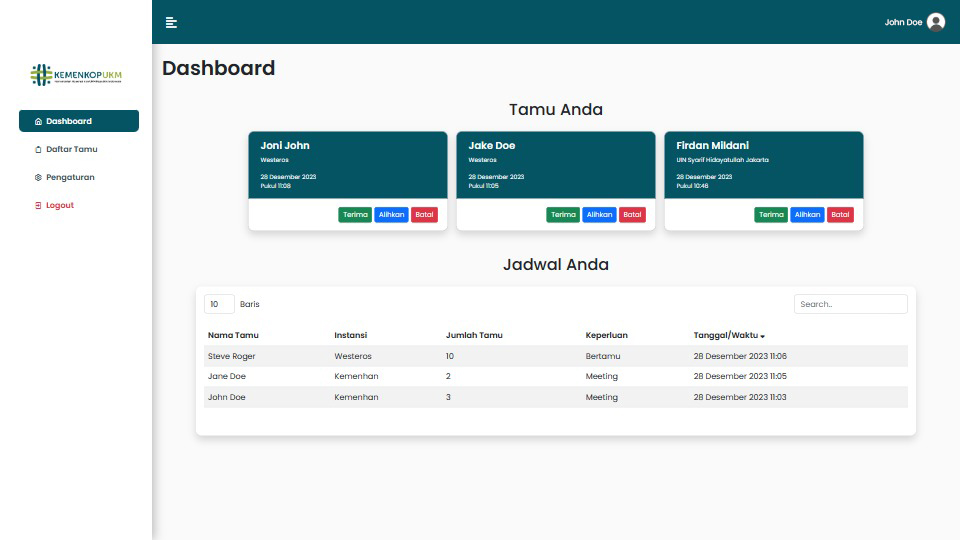 John Doe
KEMENKOPUKM
Dashboard
Daftar Tamu
Pengaturan
Logout
Dashboard
Tamu Anda
Joni John
Westeros
28 Desember 2023
Pukul 11:08
Terima Alihkan Batal
Jake Doe
Westeros
28 Desember 2023
Pukul 11:05
Terima Alihkan Batal
Firdan Mildani
UIN Syarif Hidayatullah Jakarta
28 Desember 2023
Pukul 10:46
Terima Alihkan Batal
Jadwal Anda
10 Baris
Search..
Nama Tamu Instansi Jumlah Tamu Keperluan Tanggal/Waktu
Steve Roger Westeros 10 Bertamu 28 Desember 2023 11:06
Jane Doe Kemenhan 2 Meeting 28 Desember 2023 11:05
John Doe Kemenhan 3 Meeting 28 Desember 2023 11:03